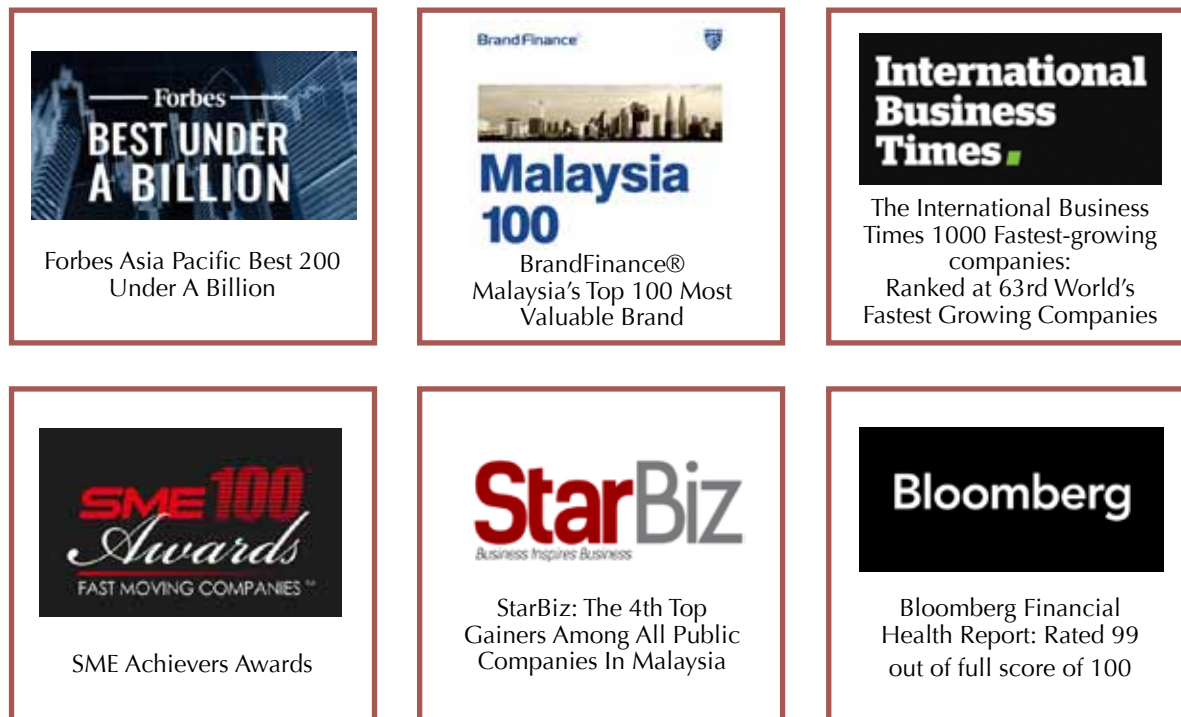 Forbes
BEST UNDER
A BILLION
Forbes Asia Pacific Best 200
Under A Billion
BrandFinance®
Malaysia
100
BrandFinance®
Malaysia's Top 100 Most
Valuable Brand
International
Business
Times
The International Business
Times 1000 Fastest-growing
companies:
Ranked at 63rd World's
Fastest Growing Companies
SME 100
Awards
FAST MOVING COMPANIES ™
SME Achievers Awards
StarBiz
Business Inspires Business
StarBiz: The 4th Top
Gainers Among All Public
Companies In Malaysia
Bloomberg
Bloomberg Financial
Health Report: Rated 99
out of full score of 100